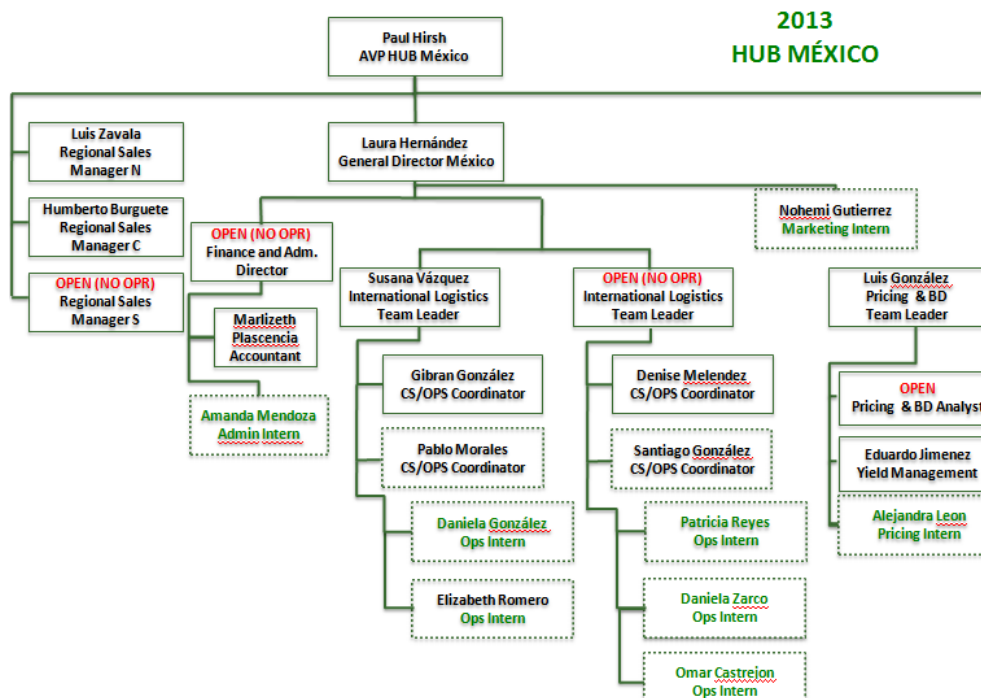 2013
HUB MÉXICO
Paul Hirsh
AVP HUB México
Luis Zavala
Regional Sales
Manager N
Humberto Burguete
Regional Sales
Manager C
OPEN (NO OPR)
Regional Sales
Manager S
Laura Hernández
General Director México
Nohemi Gutierrez
Marketing Intern
OPEN (NO OPR)
Finance and Adm.
Director
Marlizeth
Plascencia
Accountant
Amanda Mendoza
Admin Intern
Susana Vázquez
International Logistics
Team Leader
Gibran González
CS/OPS Coordinator
Pablo Morales
CS/OPS Coordinator
Daniela González
Ops Intern
Elizabeth Romero
Ops Intern
OPEN (NO OPR)
International Logistics
Team Leader
Denise Melendez
CS/OPS Coordinator
Santiago González
CS/OPS Coordinator
Patricia Reyes
Ops Intern
Daniela Zarco
Ops Intern
Omar Castrejon
Ops Intern
Luis González
Pricing & BD
Team Leader
OPEN
Pricing & BD Analyst
Eduardo Jimenez
Yield Management
Alejandra Leon
Pricing Intern